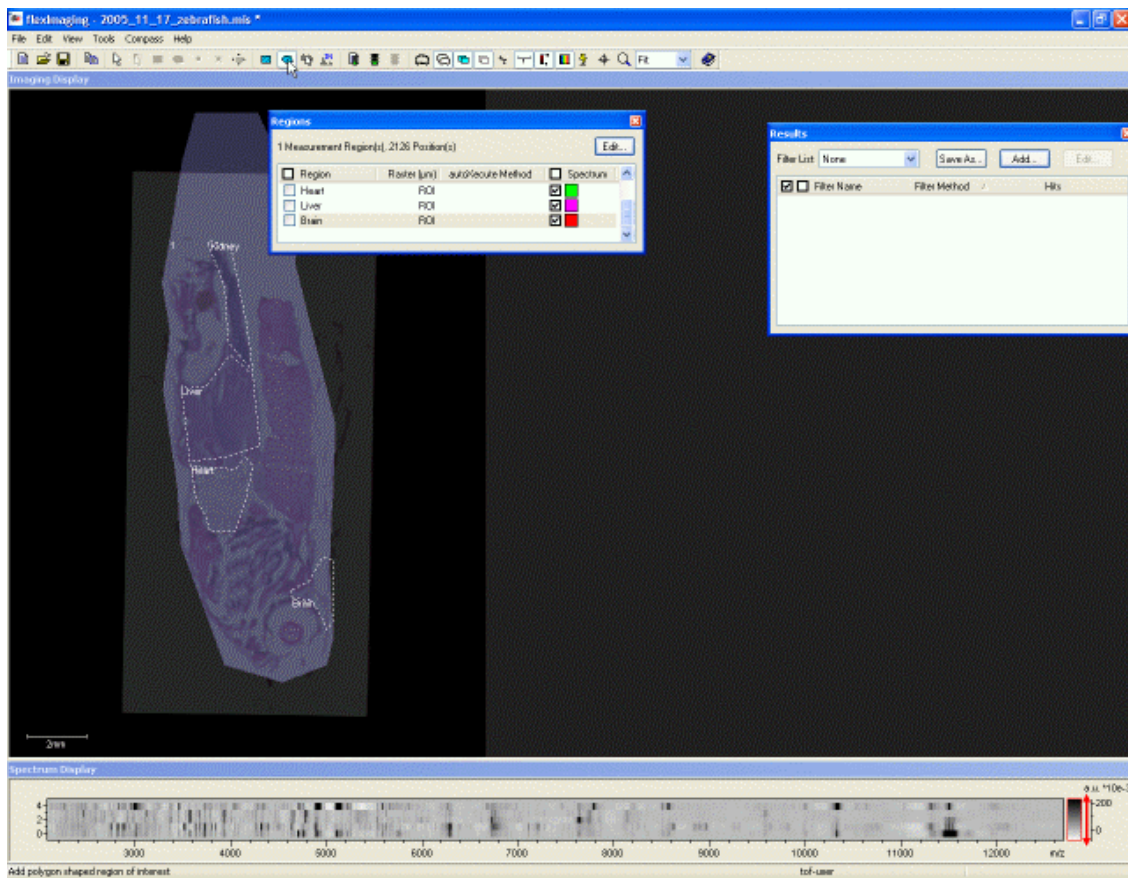 flexImaging - 2005_11_17_zebrafish.mis *
File Edit View Tools Compass Help
Fit
Imaging Display
Regions
1 Measurement Region(s), 2126 Position(s)
Edit...
Region Raster (µm) autoXecute Method Spectrum
Heart ROI
Liver ROI
Brain ROI
Results
Filter List: None Save As... Add... Edit...
Filter Name Filter Method Hits
1 Kidney
Liver
Heart
Brain
2mm
Spectrum Display
4
2
0
3000 4000 5000 6000 7000 8000 9000 10000 11000 12000 m/z
200
0
Add polygon shaped region of interest tof-user